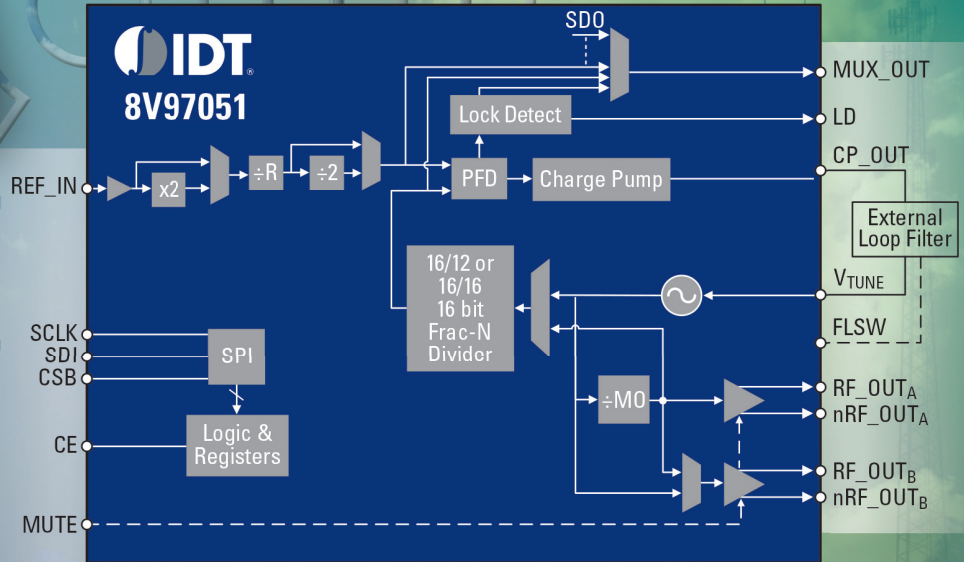 IDT®
8V97051
SDO
MUX_OUT
Lock Detect
LD
CP_OUT
REF_IN
x2
÷R
÷2
PFD
Charge Pump
External
Loop Filter
16/12 or
16/16
16 bit
Frac-N
Divider
VTUNE
FLSW
SCLK
SDI
CSB
SPI
÷M0
RF_OUTA
nRF_OUTA
CE
Logic &
Registers
RF_OUTB
nRF_OUTB
MUTE